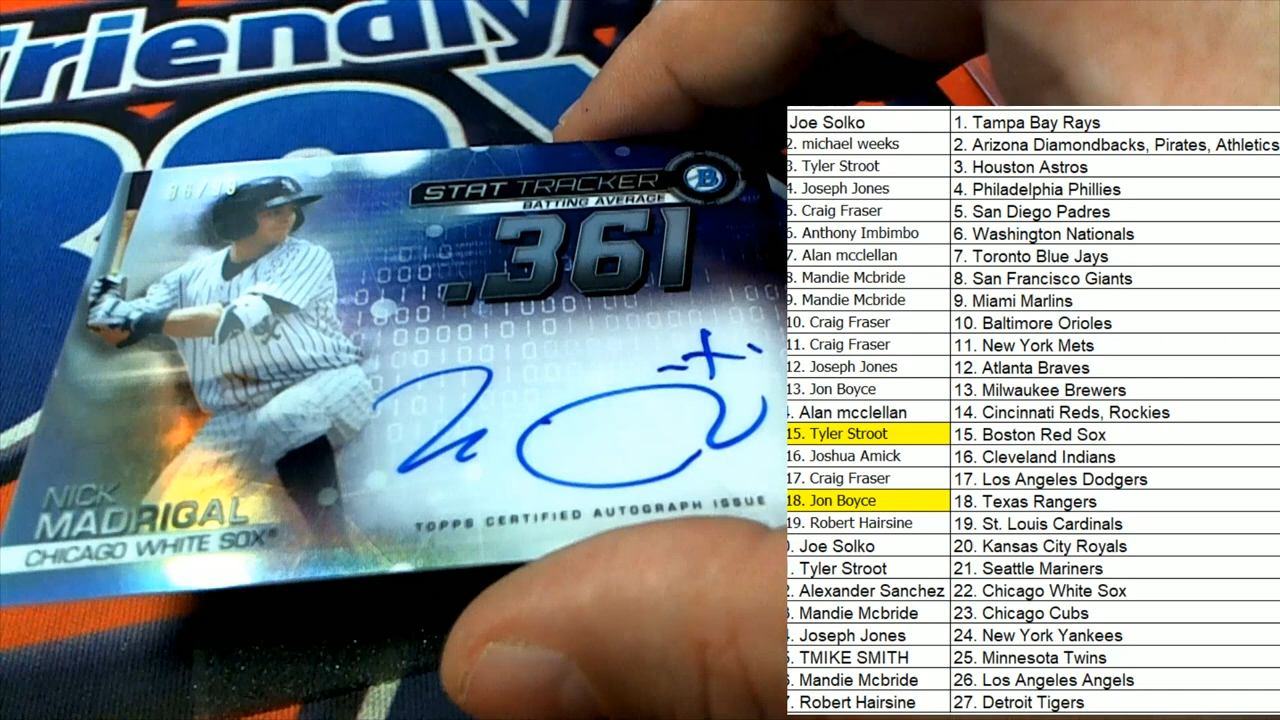 Friendly
STAT TRACKER
B
BATTING AVERAGE
.361
NICK
MADRIGAL
CHICAGO WHITE SOX
TOPPS CERTIFIED AUTOGRAPH ISSUE
Joe Solko 1. Tampa Bay Rays
2. michael weeks 2. Arizona Diamondbacks, Pirates, Athletics
3. Tyler Stroot 3. Houston Astros
4. Joseph Jones 4. Philadelphia Phillies
5. Craig Fraser 5. San Diego Padres
6. Anthony Imbimbo 6. Washington Nationals
7. Alan mcclellan 7. Toronto Blue Jays
8. Mandie Mcbride 8. San Francisco Giants
9. Mandie Mcbride 9. Miami Marlins
10. Craig Fraser 10. Baltimore Orioles
11. Craig Fraser 11. New York Mets
12. Joseph Jones 12. Atlanta Braves
13. Jon Boyce 13. Milwaukee Brewers
. Alan mcclellan 14. Cincinnati Reds, Rockies
15. Tyler Stroot 15. Boston Red Sox
16. Joshua Amick 16. Cleveland Indians
17. Craig Fraser 17. Los Angeles Dodgers
18. Jon Boyce 18. Texas Rangers
19. Robert Hairsine 19. St. Louis Cardinals
. Joe Solko 20. Kansas City Royals
. Tyler Stroot 21. Seattle Mariners
. Alexander Sanchez 22. Chicago White Sox
. Mandie Mcbride 23. Chicago Cubs
. Joseph Jones 24. New York Yankees
. TMIKE SMITH 25. Minnesota Twins
. Mandie Mcbride 26. Los Angeles Angels
. Robert Hairsine 27. Detroit Tigers